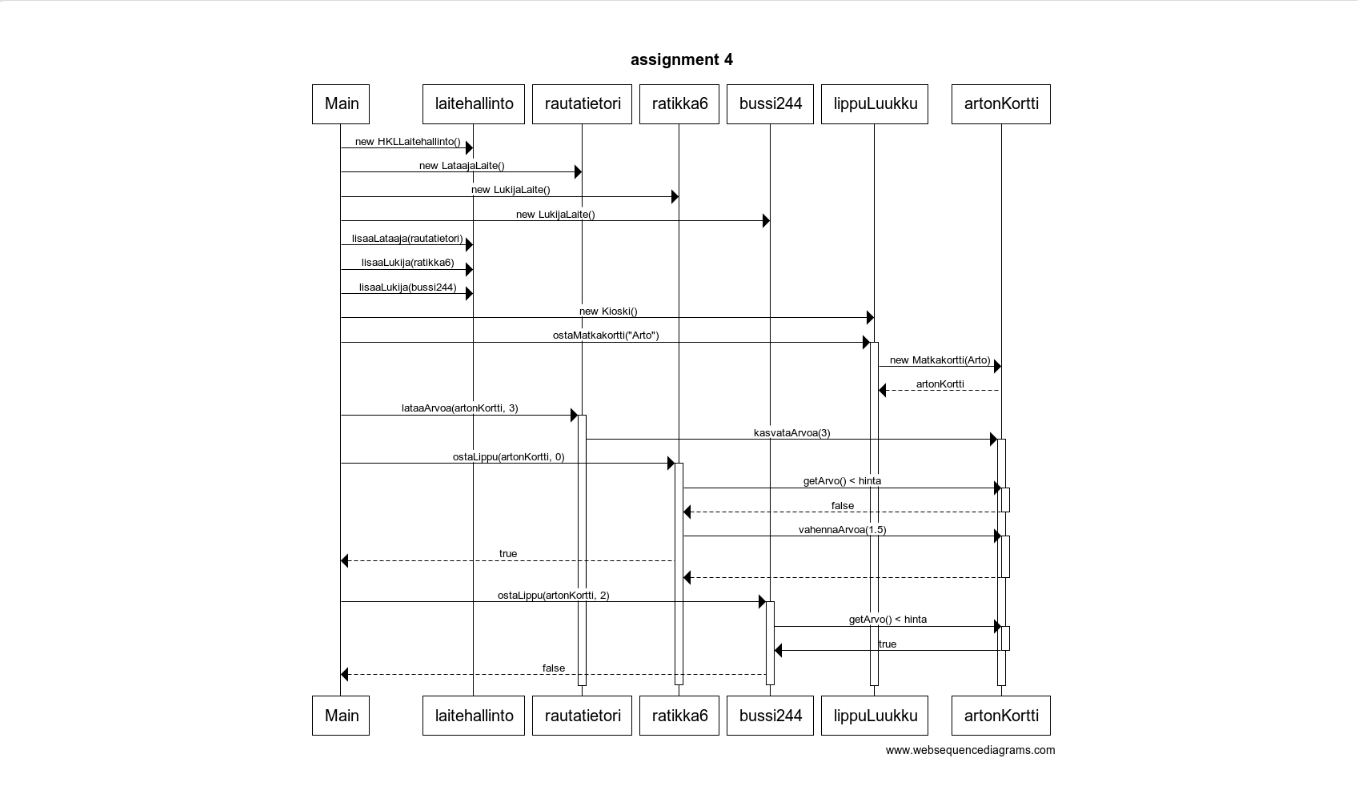 assignment 4
Main laitehallinto rautatietori ratikka6 bussi244 lippuLuukku artonKortti
new HKLLaitehallinto()
new LataajaLaite()
new LukijaLaite()
new LukijaLaite()
lisaaLataaja(rautatietori)
lisaaLukija(ratikka6)
lisaaLukija(bussi244)
new Kioski()
ostaMatkakortti("Arto")
new Matkakortti(Arto)
artonKortti
lataaArvoa(artonKortti, 3)
kasvataArvoa(3)
ostaLippu(artonKortti, 0)
getArvo() < hinta
false
vahennaArvoa(1.5)
true
ostaLippu(artonKortti, 2)
getArvo() < hinta
true
false
Main laitehallinto rautatietori ratikka6 bussi244 lippuLuukku artonKortti
www.websequencediagrams.com